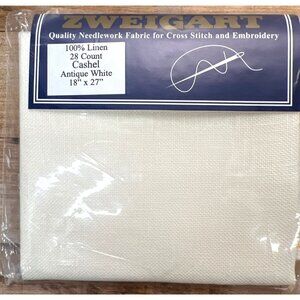 ZWEIGART
Quality Needlework Fabric for Cross Stitch and Embroidery
100% Linen
28 Count
Cashel
Antique White
18" x 27"